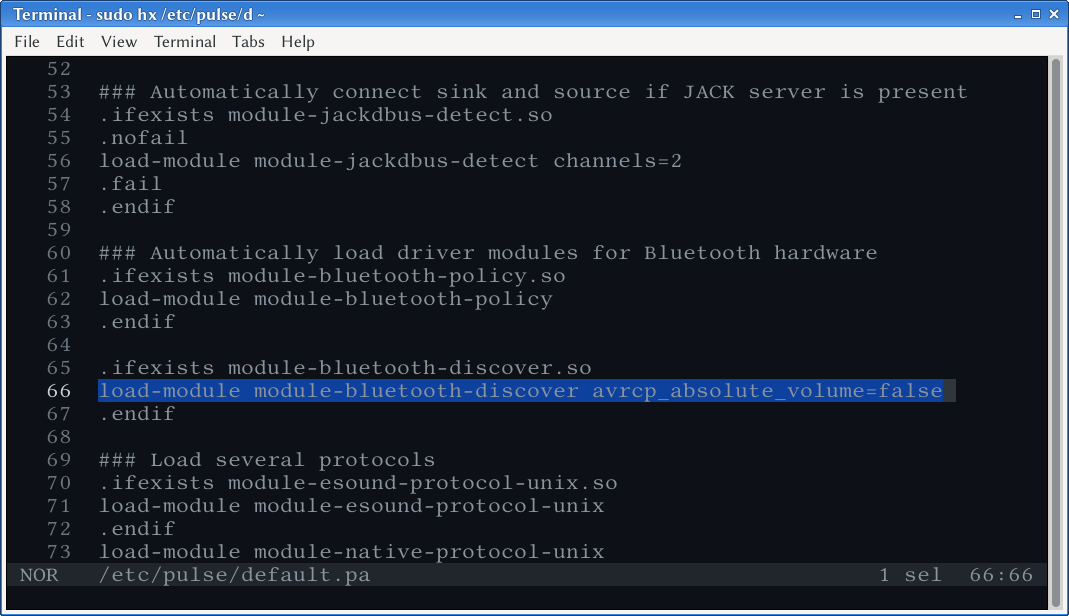 Terminal - sudo hx /etc/pulse/d ~
File Edit View Terminal Tabs Help
52
53 ### Automatically connect sink and source if JACK server is present
54 .ifexists module-jackdbus-detect.so
55 .nofail
56 load-module module-jackdbus-detect channels=2
57 .fail
58 .endif
59
60 ### Automatically load driver modules for Bluetooth hardware
61 .ifexists module-bluetooth-policy.so
62 load-module module-bluetooth-policy
63 .endif
64
65 .ifexists module-bluetooth-discover.so
66 load-module module-bluetooth-discover avrcp_absolute_volume=false
67 .endif
68
69 ### Load several protocols
70 .ifexists module-esound-protocol-unix.so
71 load-module module-esound-protocol-unix
72 .endif
73 load-module module-native-protocol-unix
NOR /etc/pulse/default.pa 1 sel 66:66